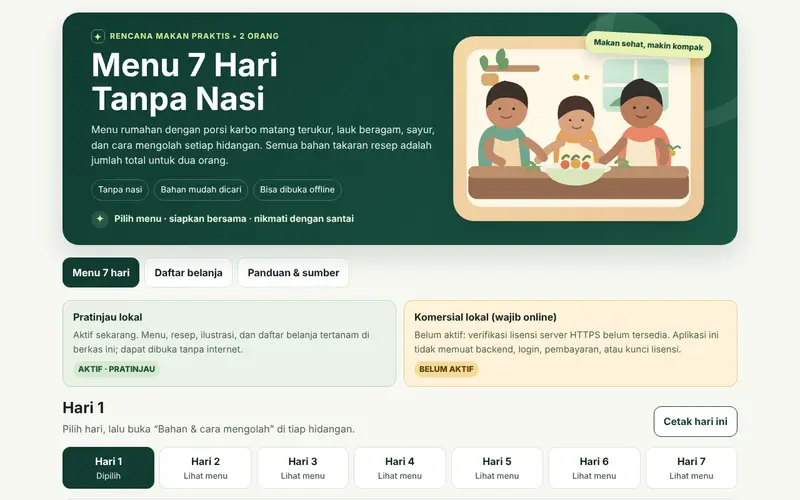 RENCANA MAKAN PRAKTIS • 2 ORANG
Menu 7 Hari
Tanpa Nasi
Menu rumahan dengan porsi karbo matang terukur, lauk beragam, sayur,
dan cara mengolah setiap hidangan. Semua bahan takaran resep adalah
jumlah total untuk dua orang.
Tanpa nasi
Bahan mudah dicari
Bisa dibuka offline
Pilih menu · siapkan bersama · nikmati dengan santai
Makan sehat, makin kompak
Menu 7 hari
Daftar belanja
Panduan & sumber
Pratinjau lokal
Aktif sekarang. Menu, resep, ilustrasi, dan daftar belanja tertanam di
berkas ini; dapat dibuka tanpa internet.
AKTIF · PRATINJAU
Komersial lokal (wajib online)
Belum aktif: verifikasi lisensi server HTTPS belum tersedia. Aplikasi ini
tidak memuat backend, login, pembayaran, atau kunci lisensi.
BELUM AKTIF
Hari 1
Pilih hari, lalu buka “Bahan & cara mengolah” di tiap hidangan.
Cetak hari ini
Hari 1
Dipilih
Hari 2
Lihat menu
Hari 3
Lihat menu
Hari 4
Lihat menu
Hari 5
Lihat menu
Hari 6
Lihat menu
Hari 7
Lihat menu